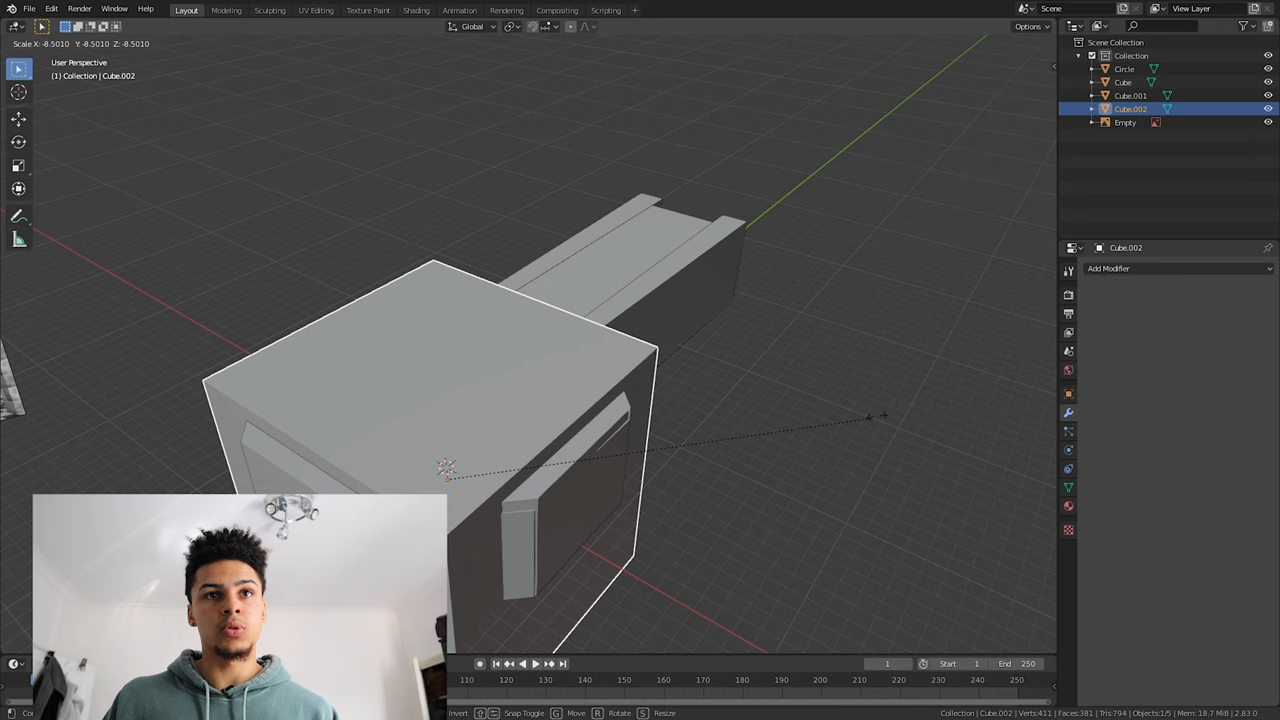 File Edit Render Window Help Layout Modeling Sculpting UV Editing Texture Paint Shading Animation Rendering Compositing Scripting + Scene View Layer
Global Options
Scale X: -8.5010 Y: -8.5010 Z: -8.5010
User Perspective
(1) Collection | Cube.002
Scene Collection
Collection
Circle
Cube
Cube.001
Cube.002
Empty
Cube.002
Add Modifier
1 Start 1 End 250
110 120 130 140 150 160 170 180 190 200 210 220 230 240 250
Invert Snap Toggle G Move R Rotate S Resize Collection | Cube.002 | Verts:411 | Faces:381 | Tris:794 | Objects:1/5 | Mem: 18.7 MiB | 2.83.0